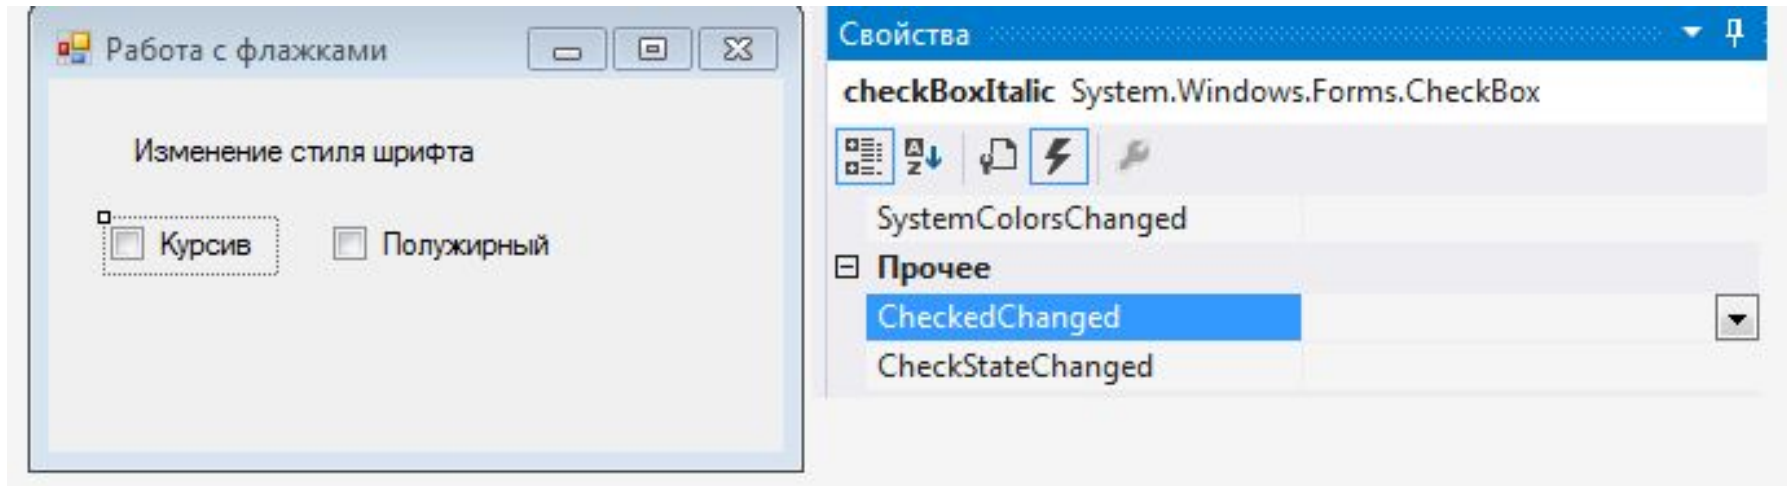 Работа с флажками
Изменение стиля шрифта
Курсив
Полужирный
Свойства
checkBoxItalic System.Windows.Forms.CheckBox
SystemColorsChanged
Прочее
CheckedChanged
CheckStateChanged